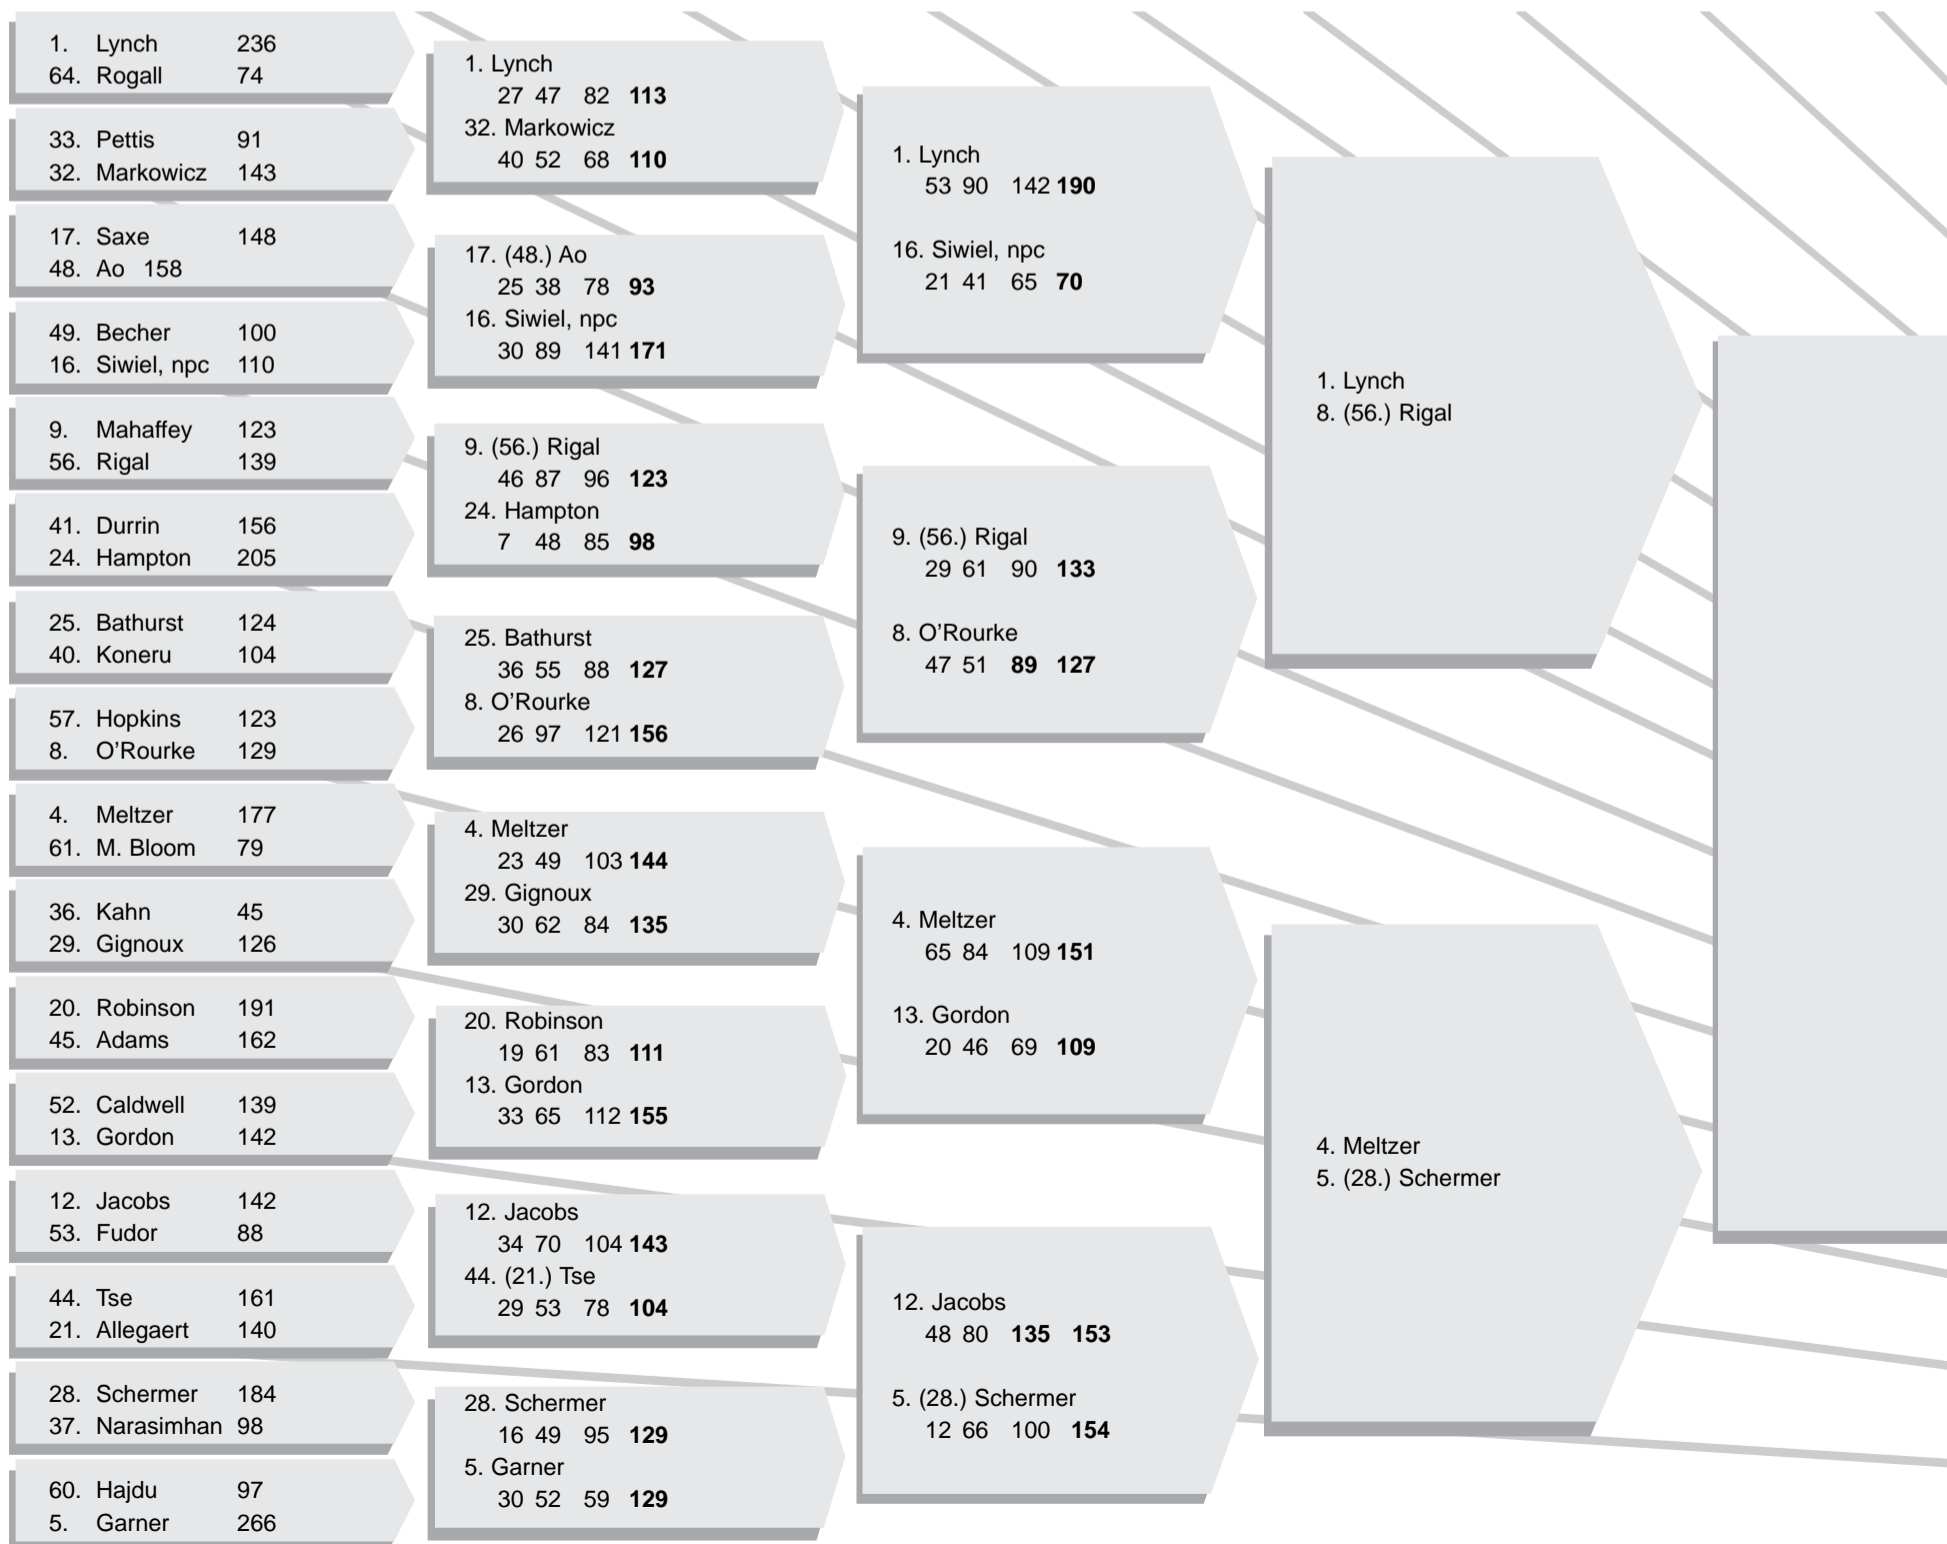 1. Lynch 236
64. Rogall 74
33. Pettis 91
32. Markowicz 143
17. Saxe 148
48. Ao 158
49. Becher 100
16. Siwiel, npc 110
9. Mahaffey 123
56. Rigal 139
41. Durrin 156
24. Hampton 205
25. Bathurst 124
40. Koneru 104
57. Hopkins 123
8. O’Rourke 129
4. Meltzer 177
61. M. Bloom 79
36. Kahn 45
29. Gignoux 126
20. Robinson 191
45. Adams 162
52. Caldwell 139
13. Gordon 142
12. Jacobs 142
53. Fudor 88
44. Tse 161
21. Allegaert 140
28. Schermer 184
37. Narasimhan 98
60. Hajdu 97
5. Garner 266
1. Lynch
27 47 82 113
32. Markowicz
40 52 68 110
17. (48.) Ao
25 38 78 93
16. Siwiel, npc
30 89 141 171
9. (56.) Rigal
46 87 96 123
24. Hampton
7 48 85 98
25. Bathurst
36 55 88 127
8. O’Rourke
26 97 121 156
4. Meltzer
23 49 103 144
29. Gignoux
30 62 84 135
20. Robinson
19 61 83 111
13. Gordon
33 65 112 155
12. Jacobs
34 70 104 143
44. (21.) Tse
29 53 78 104
28. Schermer
16 49 95 129
5. Garner
30 52 59 129
1. Lynch
53 90 142 190
16. Siwiel, npc
21 41 65 70
9. (56.) Rigal
29 61 90 133
8. O’Rourke
47 51 89 127
4. Meltzer
65 84 109 151
13. Gordon
20 46 69 109
12. Jacobs
48 80 135 153
5. (28.) Schermer
12 66 100 154
1. Lynch
8. (56.) Rigal
4. Meltzer
5. (28.) Schermer